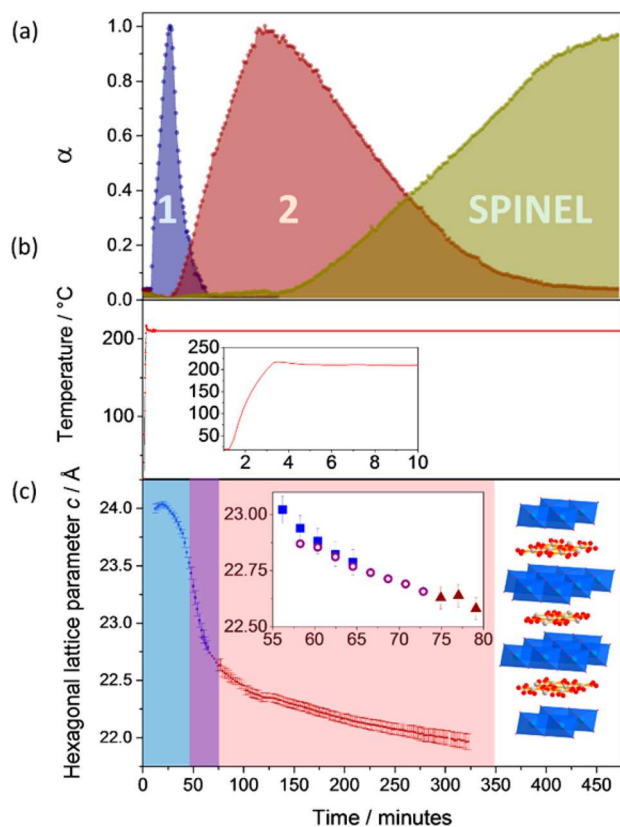 (a)
1.0
0.8
0.6
0.4
0.2
0.0
α
1
2
SPINEL
(b)
Temperature / °C
200
100
250
200
150
100
50
2 4 6 8 10
(c)
Hexagonal lattice parameter c / Å
24.0
23.5
23.0
22.5
22.0
23.00
22.75
22.50
55 60 65 70 75 80
0 50 100 150 200 250 300 350 400 450
Time / minutes